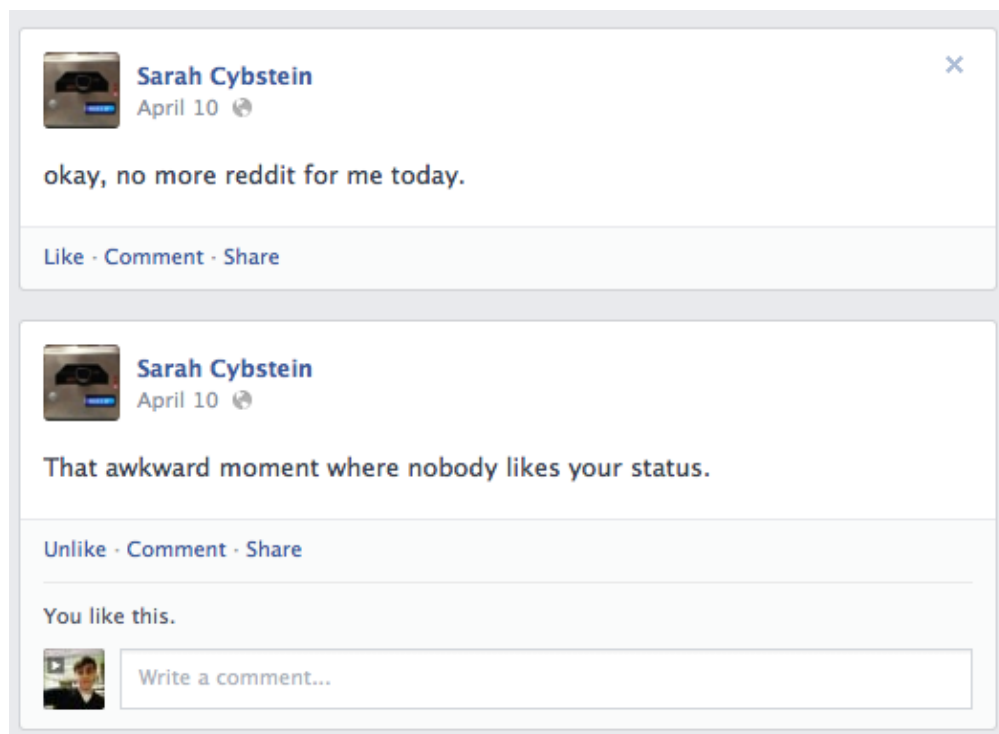 Sarah Cybstein
April 10
okay, no more reddit for me today.
Like · Comment · Share
Sarah Cybstein
April 10
That awkward moment where nobody likes your status.
Unlike · Comment · Share
You like this.
Write a comment...